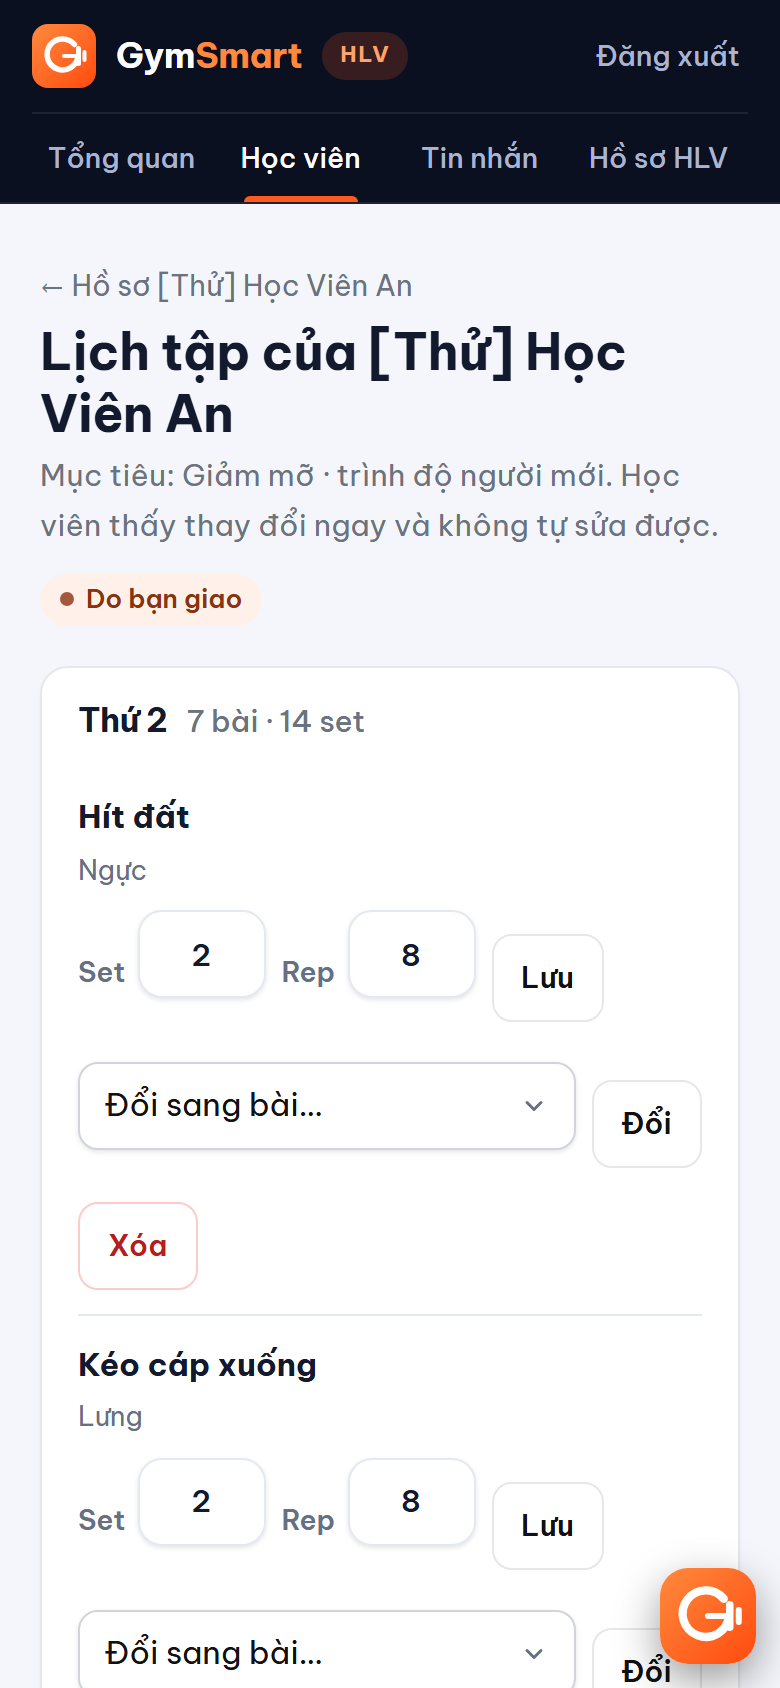 GymSmart HLV Đăng xuất
Tổng quan Học viên Tin nhắn Hồ sơ HLV
← Hồ sơ [Thử] Học Viên An
Lịch tập của [Thử] Học
Viên An
Mục tiêu: Giảm mỡ · trình độ người mới. Học
viên thấy thay đổi ngay và không tự sửa được.
Do bạn giao
Thứ 2 7 bài · 14 set
Hít đất
Ngực
Set 2 Rep 8 Lưu
Đổi sang bài... Đổi
Xóa
Kéo cáp xuống
Lưng
Set 2 Rep 8 Lưu
Đổi sang bài... Đổi